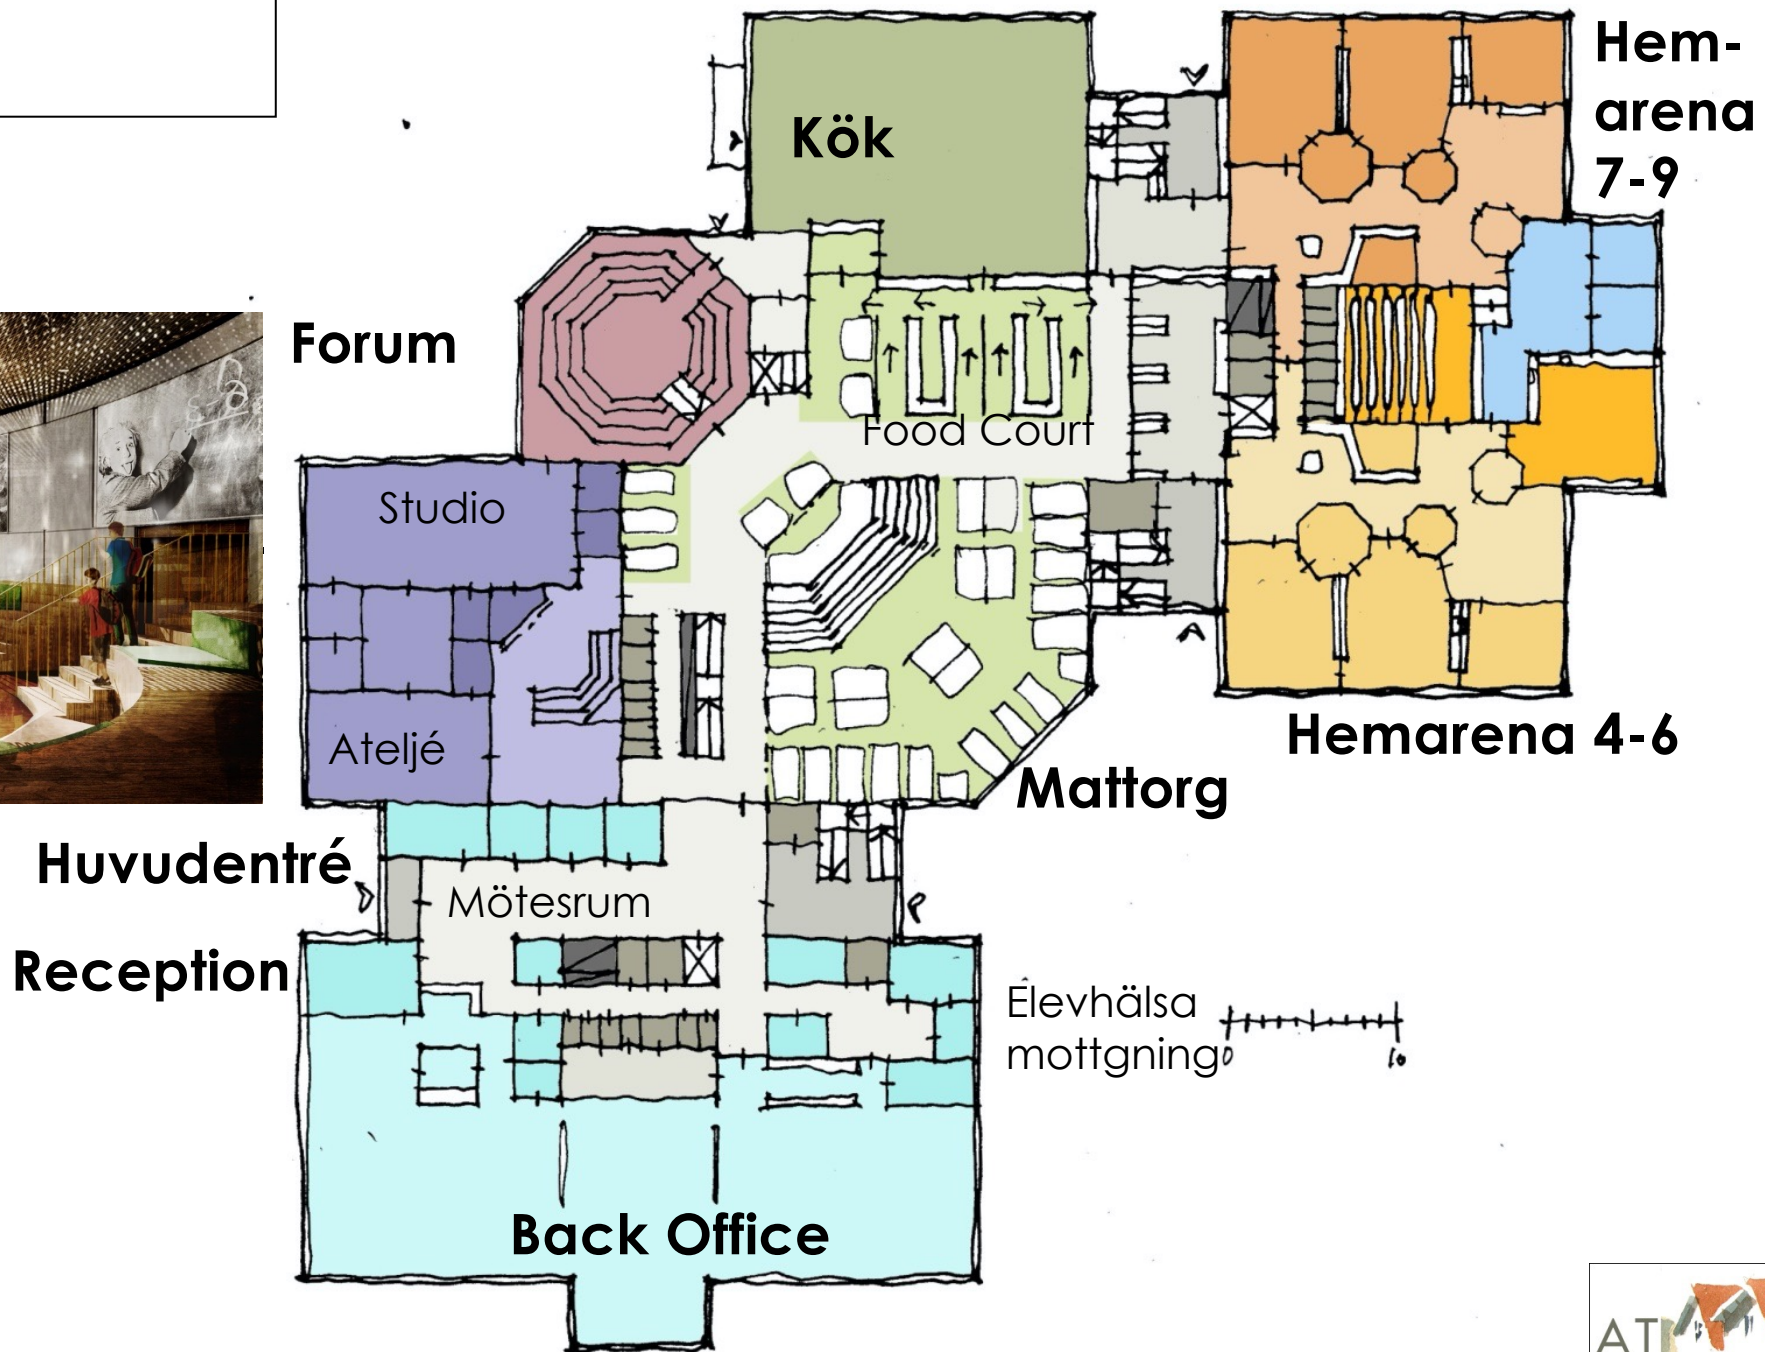 Hem-
arena
7-9
Kök
Forum
Food Court
Studio
Ateljé
Hemarena 4-6
Mattorg
Huvudentré
Mötesrum
Reception
Elevhälsa
mottgning
0 10
Back Office